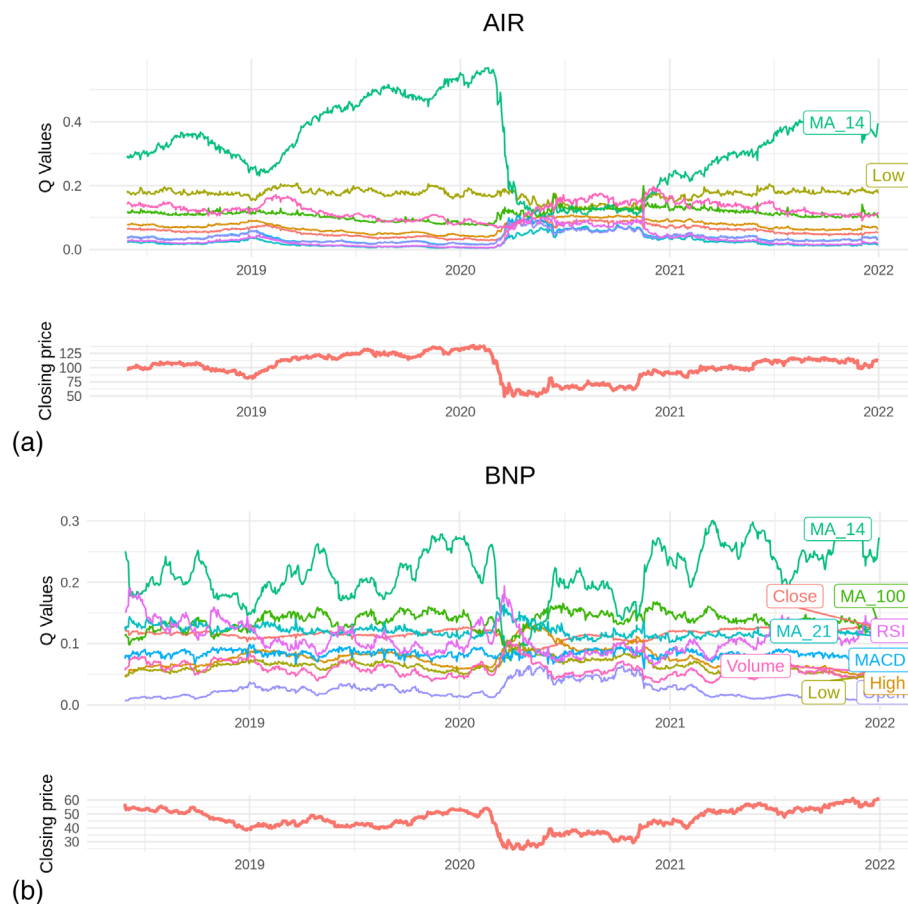 AIR
Q Values
0.4
0.2
0.0
MA_14
Low
2019 2020 2021 2022
Closing price
125
100
75
50
2019 2020 2021 2022
(a)
BNP
Q Values
0.3
0.2
0.1
0.0
MA_14
Close MA_100
MA_21 RSI
Volume MACD
Low High
Open
2019 2020 2021 2022
Closing price
60
50
40
30
2019 2020 2021 2022
(b)